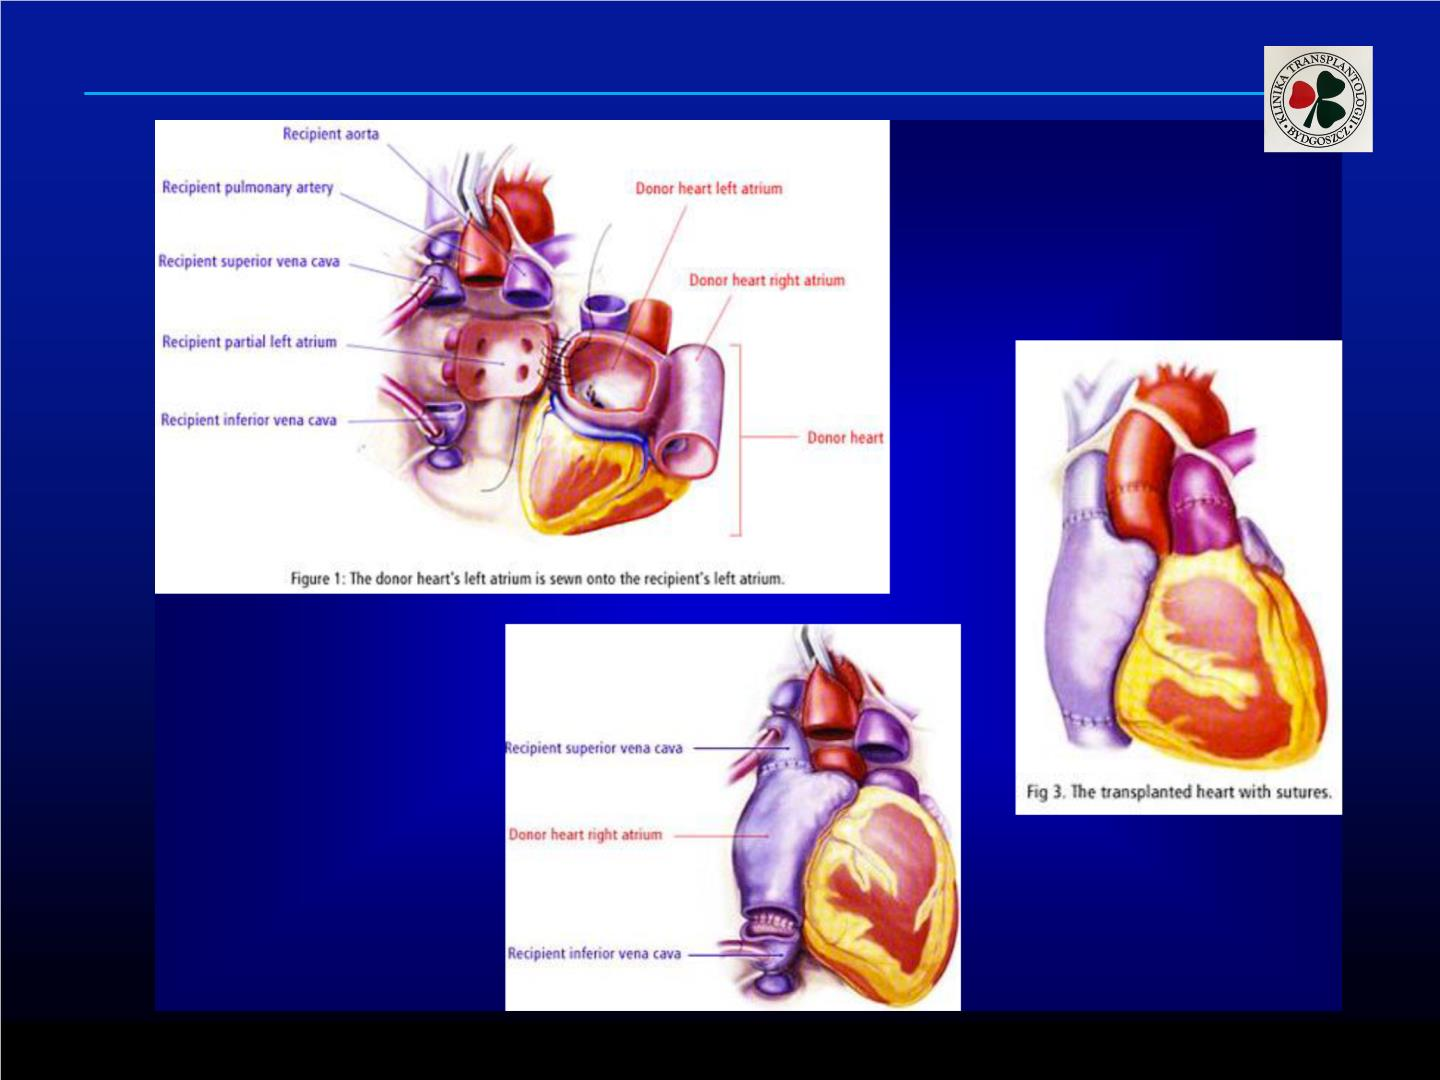 KLINIKA TRANSPLANTOLOGII
BYDGOSZCZ
Recipient aorta
Recipient pulmonary artery
Recipient superior vena cava
Recipient partial left atrium
Recipient inferior vena cava
Donor heart left atrium
Donor heart right atrium
Donor heart
Figure 1: The donor heart's left atrium is sewn onto the recipient's left atrium.
Recipient superior vena cava
Donor heart right atrium
Recipient inferior vena cava
Fig 3. The transplanted heart with sutures.